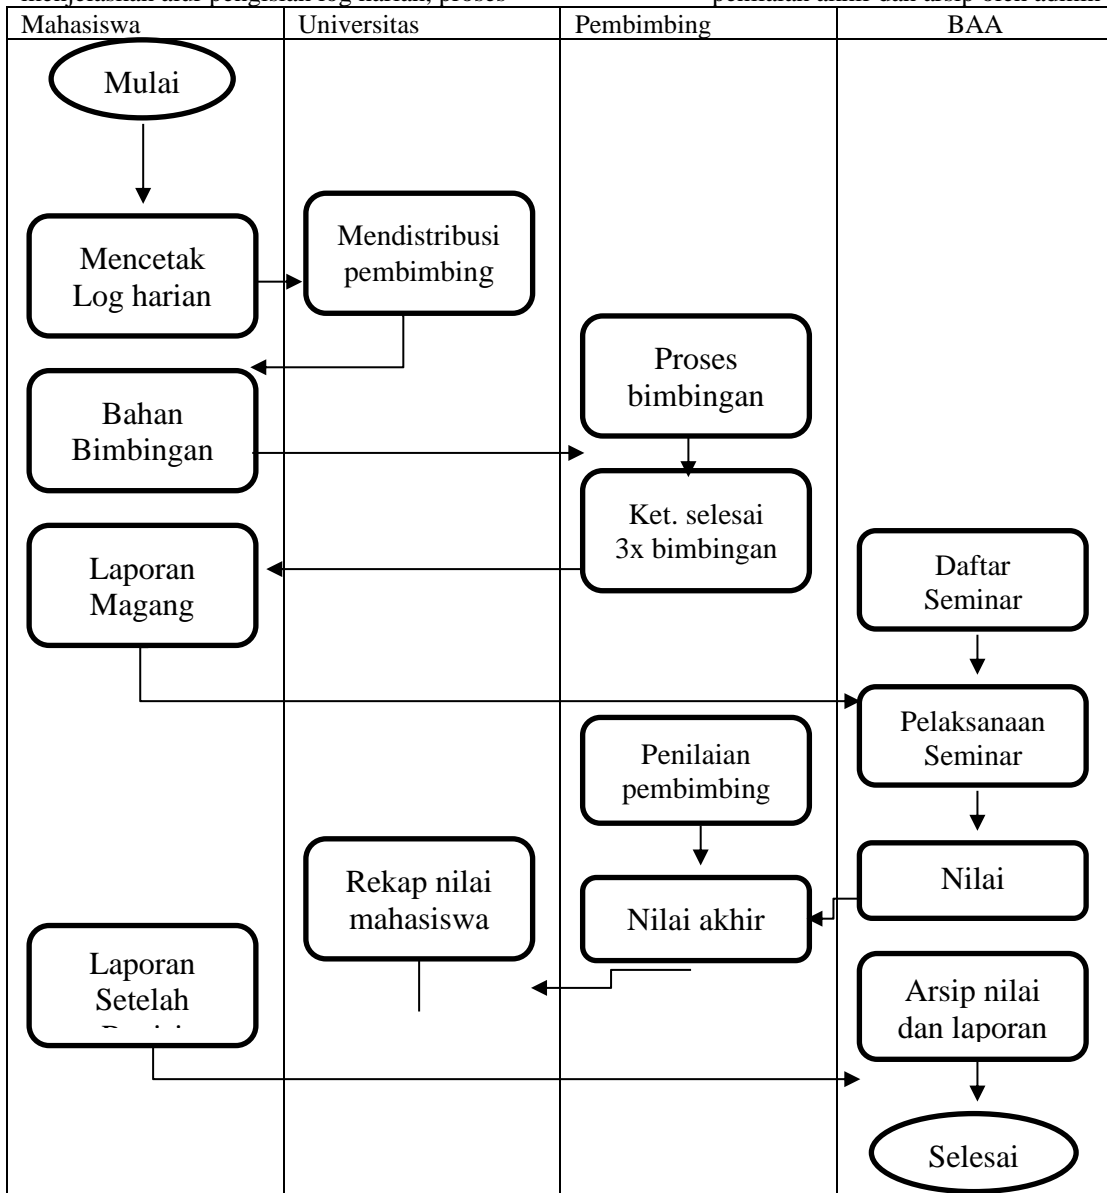 Mahasiswa
Universitas
Pembimbing
BAA
Mulai
Mencetak
Log harian
Mendistribusi
pembimbing
Bahan
Bimbingan
Proses
bimbingan
Ket. selesai
3x bimbingan
Laporan
Magang
Daftar
Seminar
Pelaksanaan
Seminar
Penilaian
pembimbing
Nilai
Nilai akhir
Rekap nilai
mahasiswa
Laporan
Setelah
Arsip nilai
dan laporan
Selesai